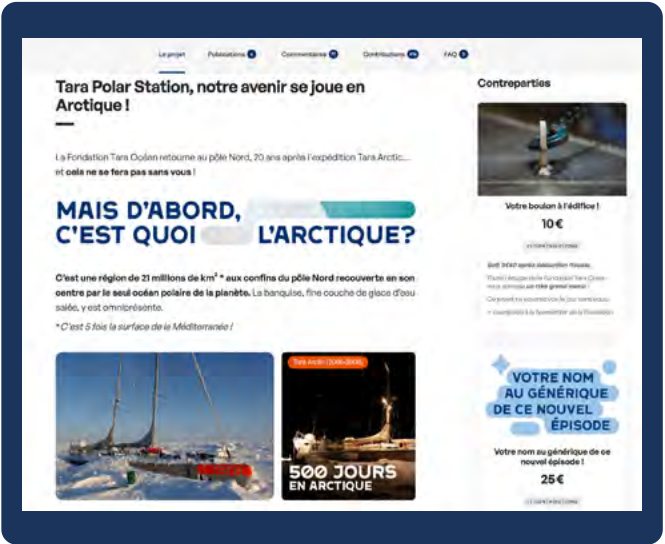 Le projet Publications Commentaires Contributions FAQ
Tara Polar Station, notre avenir se joue en
Arctique !
La Fondation Tara Océan retourne au pôle Nord, 20 ans après l'expédition Tara Arctic...
et cela ne se fera pas sans vous !
MAIS D'ABORD,
C'EST QUOI L'ARCTIQUE?
C'est une région de 21 millions de km² * aux confins du pôle Nord recouverte en son
centre par le seul océan polaire de la planète. La banquise, fine couche de glace d'eau
salée, y est omniprésente.
* C'est 5 fois la surface de la Méditerranée !
Tara Arctic
500 JOURS
EN ARCTIQUE
Contreparties
Votre boulon à l'édifice !
10 €
VOTRE NOM
AU GÉNÉRIQUE
DE CE NOUVEL
ÉPISODE
Votre nom au générique de ce
nouvel épisode !
25 €